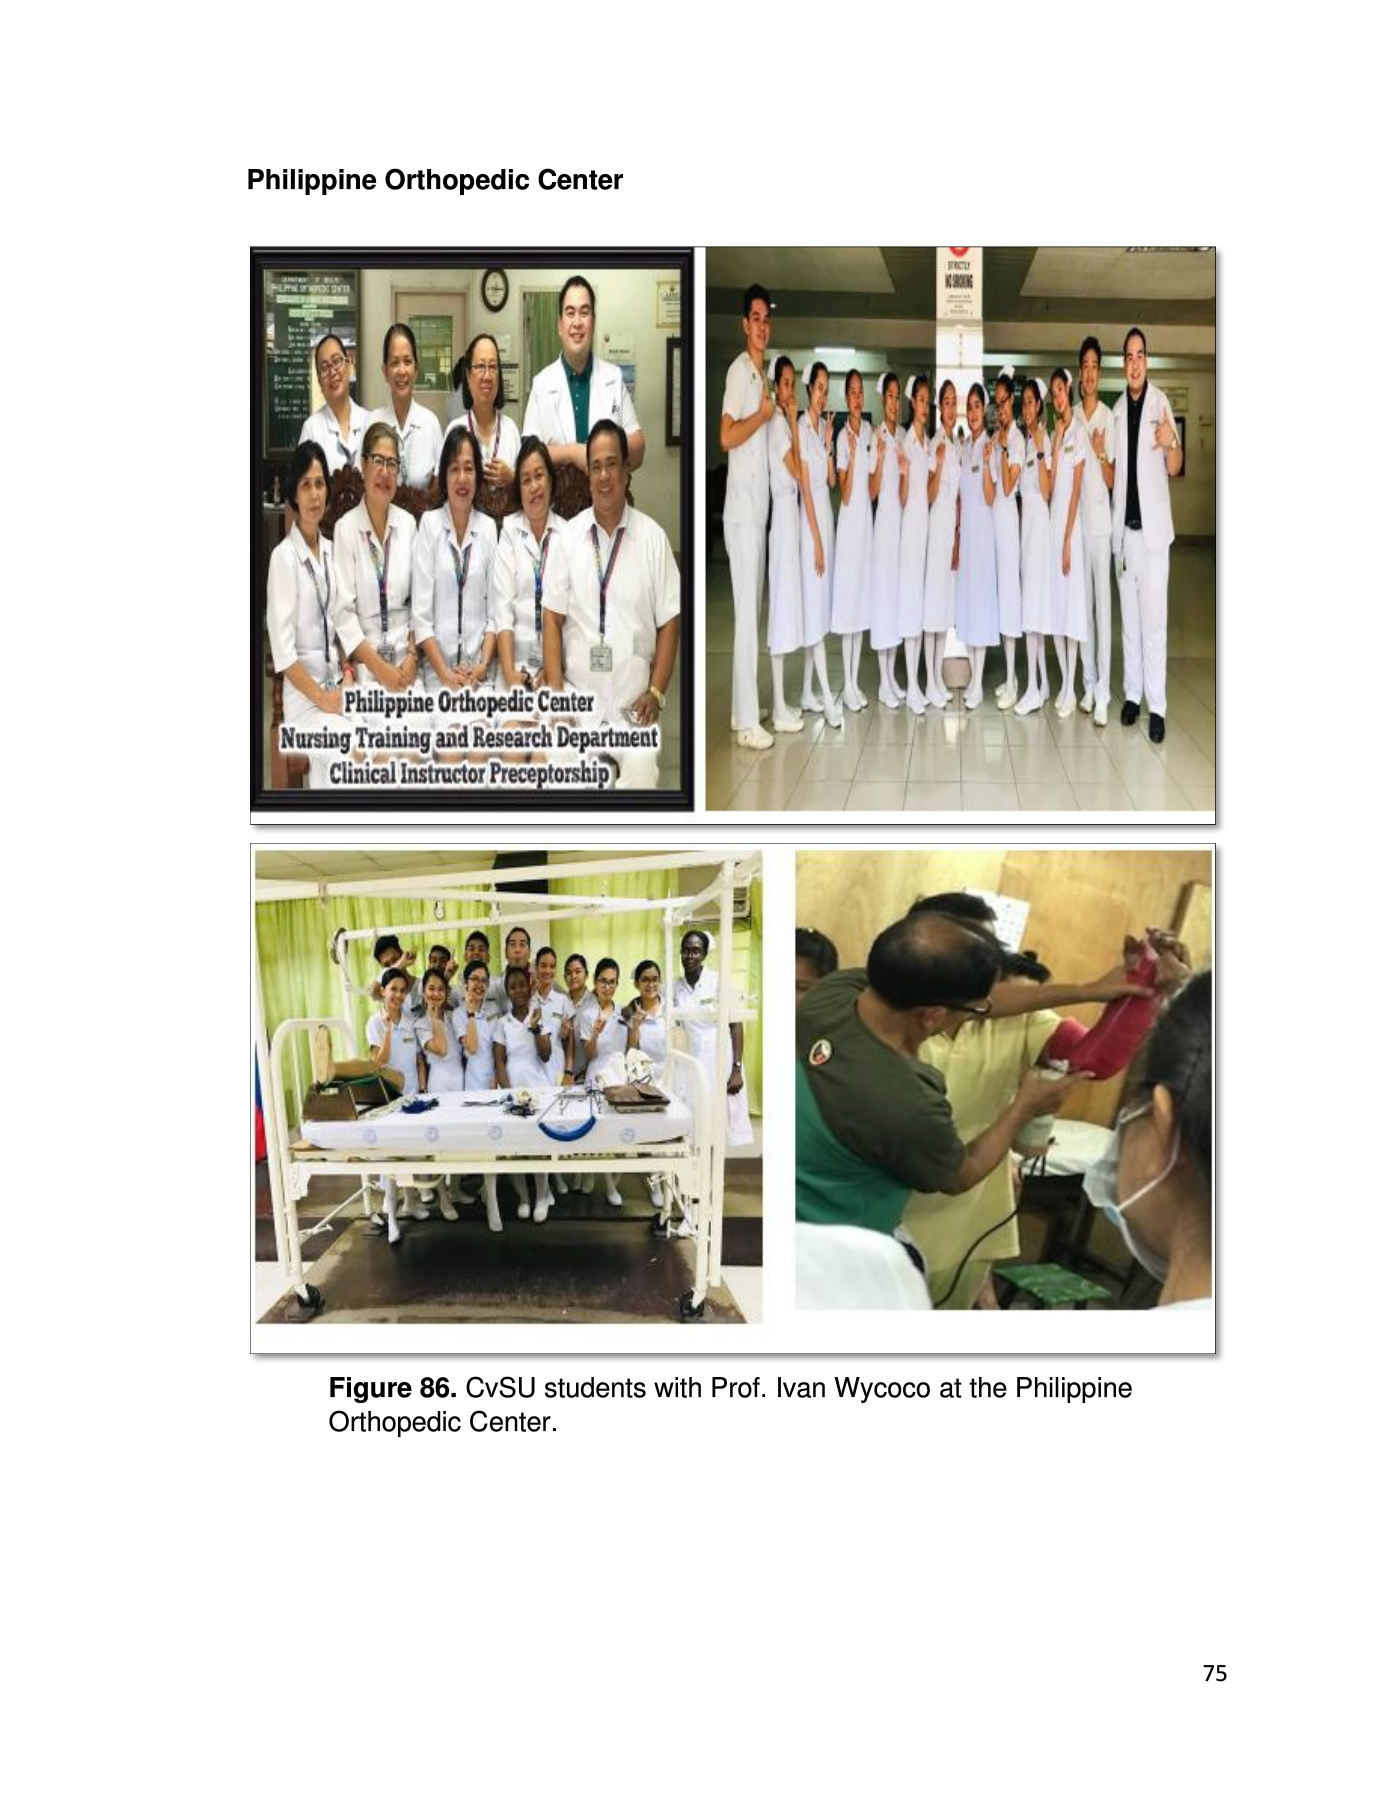 Philippine Orthopedic Center
DEPARTMENT OF HEALTH
PHILIPPINE ORTHOPEDIC CENTER
STRICTLY
NO SMOKING
Philippine Orthopedic Center
Nursing Training and Research Department
Clinical Instructor Preceptorship
Figure 86. CvSU students with Prof. Ivan Wycoco at the Philippine
Orthopedic Center.
75